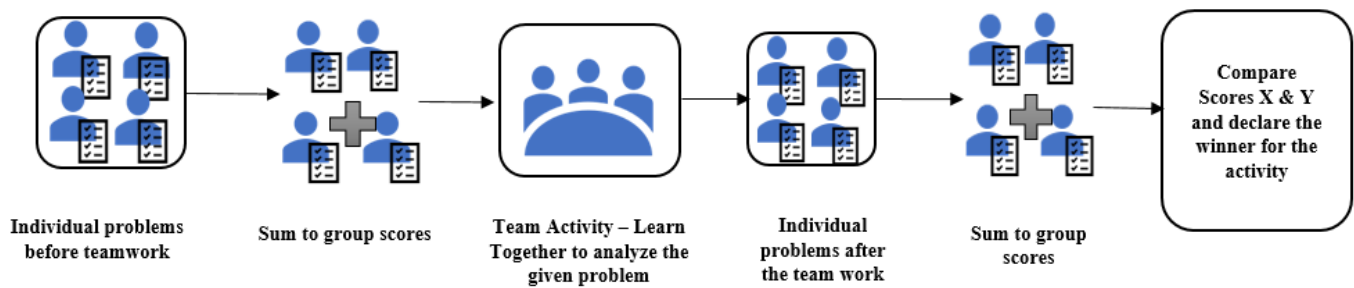 Individual problems
before teamwork
Sum to group scores
Team Activity – Learn
Together to analyze the
given problem
Individual
problems after
the team work
Sum to group
scores
Compare
Scores X & Y
and declare the
winner for the
activity